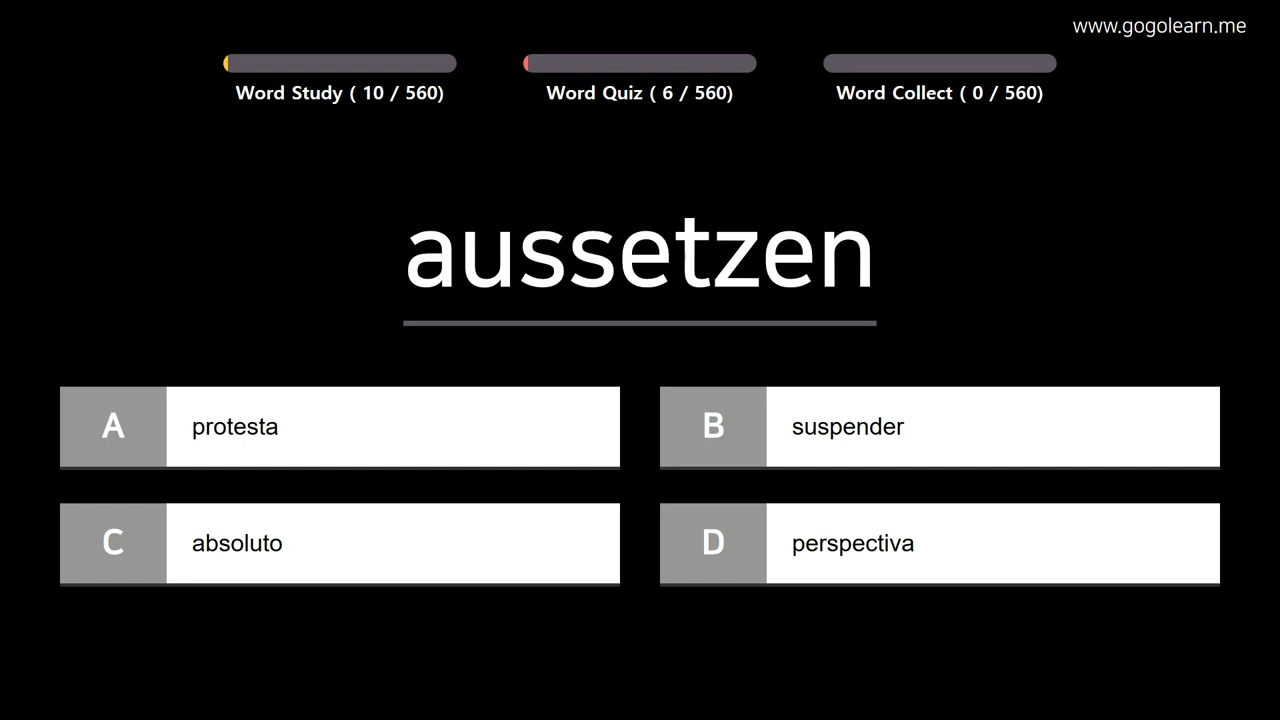 www.gogolearn.me
Word Study ( 10 / 560)
Word Quiz ( 6 / 560)
Word Collect ( 0 / 560)
aussetzen
A protesta
B suspender
C absoluto
D perspectiva